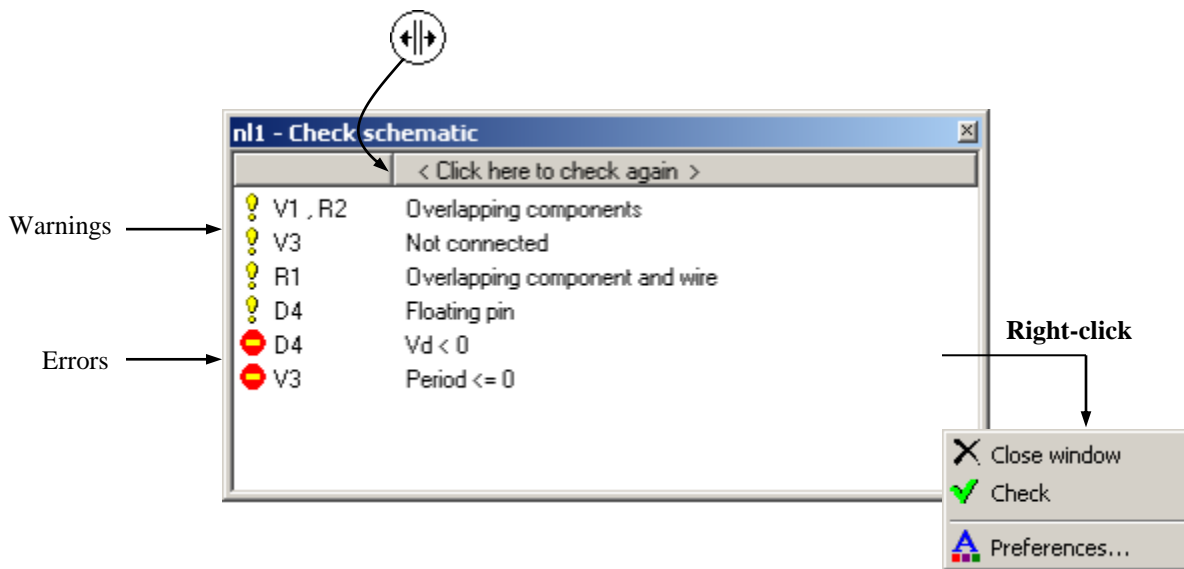 nl1 - Check schematic
< Click here to check again >
Warnings
V1 , R2 Overlapping components
V3 Not connected
R1 Overlapping component and wire
D4 Floating pin
Errors
D4 Vd < 0
V3 Period <= 0
Right-click
Close window
Check
Preferences...